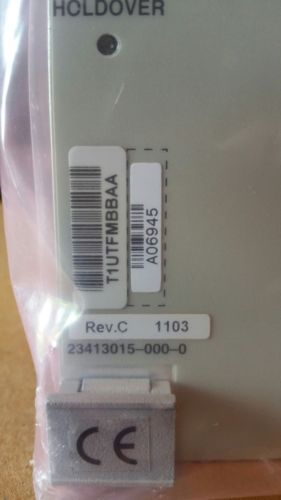 HOLDOVER
T1UTFMBBAA
A06945
Rev.C 1103
23413015-000-0
CE